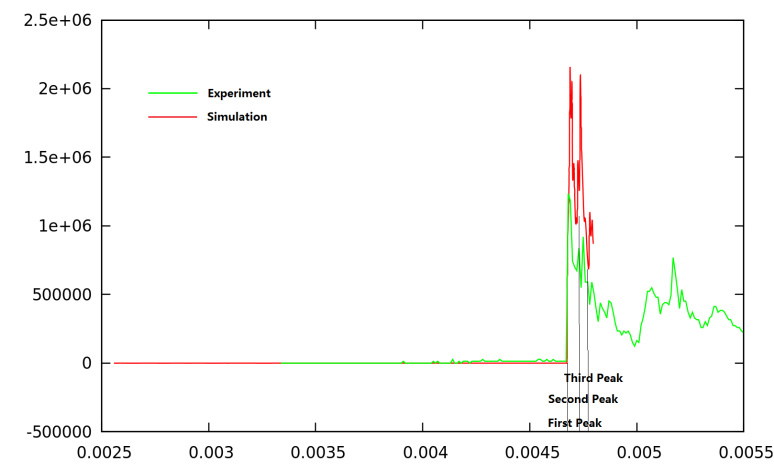 2.5e+06
2e+06
1.5e+06
1e+06
500000
0
-500000
Experiment
Simulation
Third Peak
Second Peak
First Peak
0.0025 0.003 0.0035 0.004 0.0045 0.005 0.0055